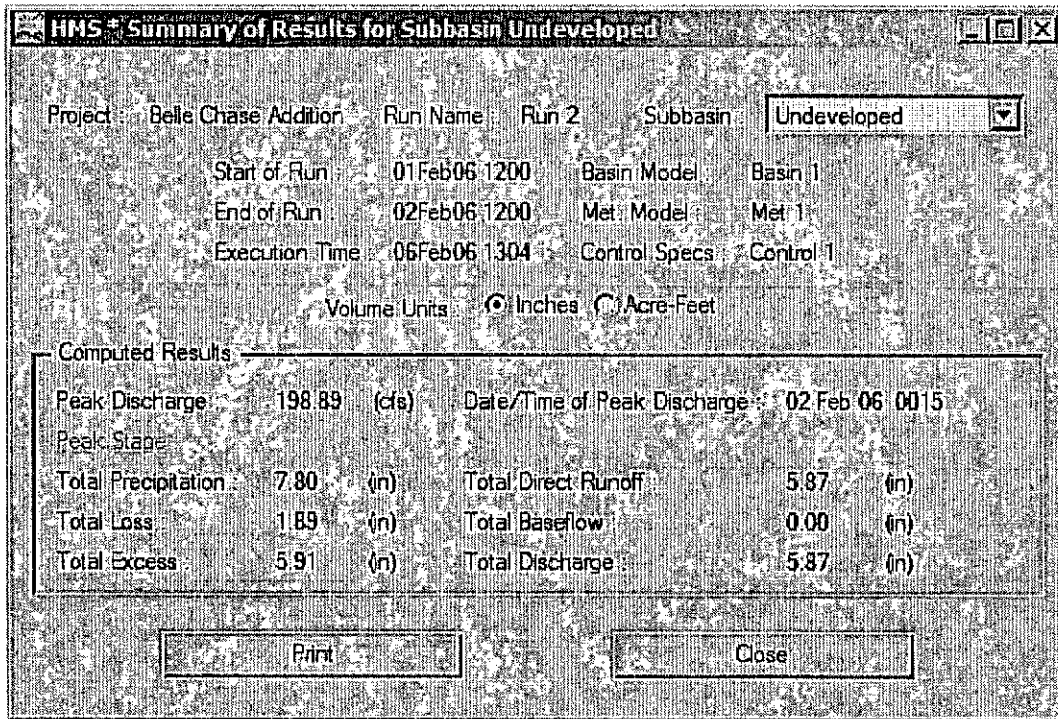 HMS * Summary of Results for Subbasin Undeveloped
Project : Belle Chase Addition Run Name : Run 2 Subbasin Undeveloped
Start of Run : 01Feb06 1200 Basin Model : Basin 1
End of Run : 02Feb06 1200 Met. Model : Met 1
Execution Time : 06Feb06 1304 Control Specs : Control 1
Volume Units : Inches Acre-Feet
Computed Results
Peak Discharge : 198.89 (cfs) Date/Time of Peak Discharge : 02 Feb 06 0015
Peak Stage
Total Precipitation : 7.80 (in) Total Direct Runoff : 5.87 (in)
Total Loss : 1.89 (in) Total Baseflow : 0.00 (in)
Total Excess : 5.91 (in) Total Discharge : 5.87 (in)
Print Close